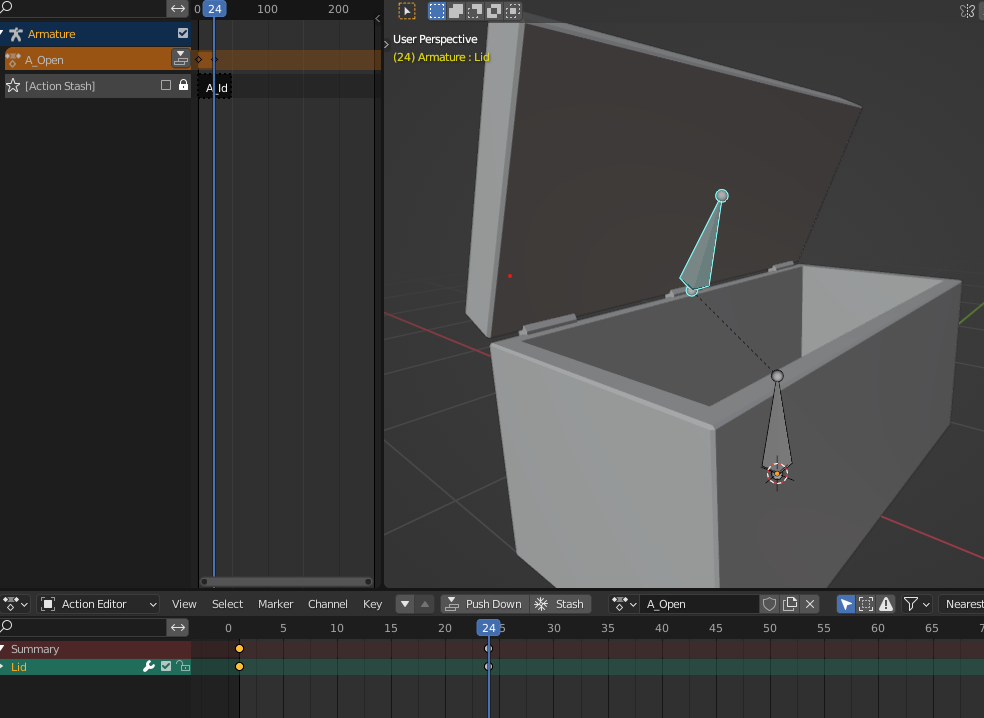 0 24 100 200
Armature
A_Open
[Action Stash]
User Perspective
(24) Armature : Lid
Action Editor View Select Marker Channel Key Push Down Stash A_Open Nearest
0 5 10 15 20 24 30 35 40 45 50 55 60 65
Summary
Lid